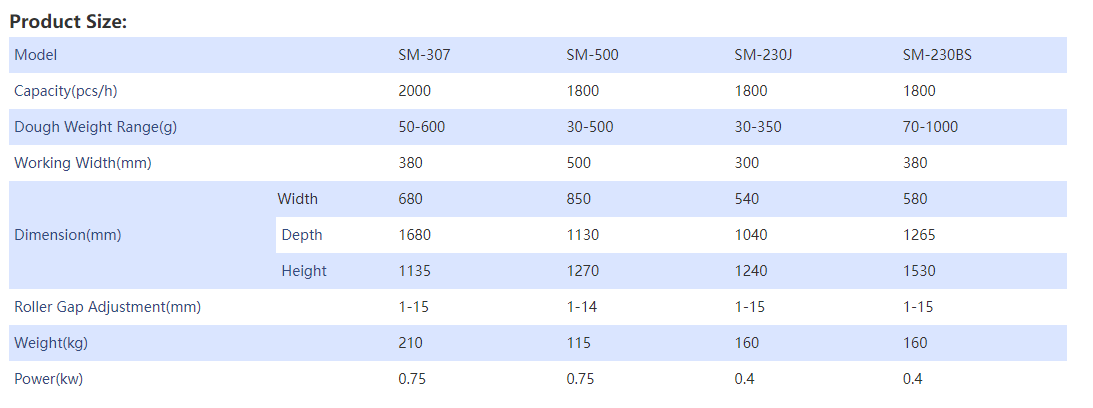 Product Size:
Model SM-307 SM-500 SM-230J SM-230BS
Capacity(pcs/h) 2000 1800 1800 1800
Dough Weight Range(g) 50-600 30-500 30-350 70-1000
Working Width(mm) 380 500 300 380
Dimension(mm) Width 680 850 540 580
Depth 1680 1130 1040 1265
Height 1135 1270 1240 1530
Roller Gap Adjustment(mm) 1-15 1-14 1-15 1-15
Weight(kg) 210 115 160 160
Power(kw) 0.75 0.75 0.4 0.4